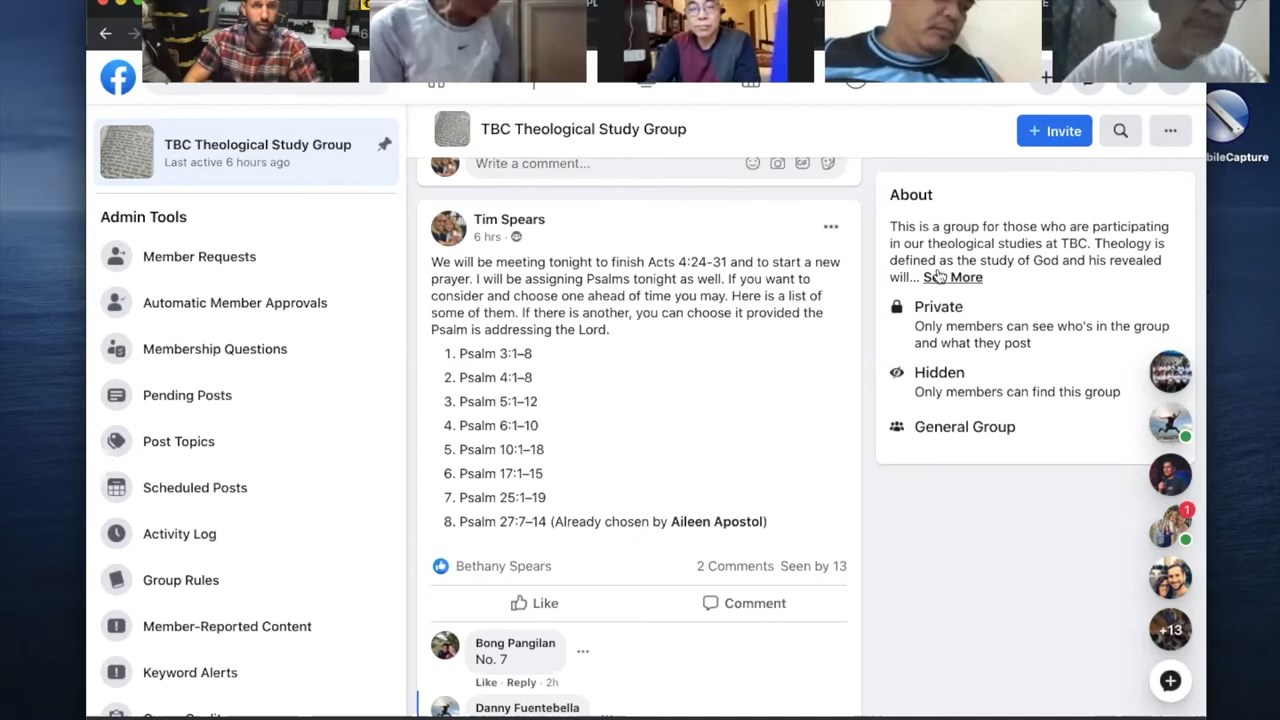 TBC Theological Study Group
Last active 6 hours ago
Admin Tools
Member Requests
Automatic Member Approvals
Membership Questions
Pending Posts
Post Topics
Scheduled Posts
Activity Log
Group Rules
Member-Reported Content
Keyword Alerts
TBC Theological Study Group
+ Invite
Write a comment...
Tim Spears
6 hrs ·
We will be meeting tonight to finish Acts 4:24-31 and to start a new
prayer. I will be assigning Psalms tonight as well. If you want to
consider and choose one ahead of time you may. Here is a list of
some of them. If there is another, you can choose it provided the
Psalm is addressing the Lord.
1. Psalm 3:1–8
2. Psalm 4:1–8
3. Psalm 5:1–12
4. Psalm 6:1–10
5. Psalm 10:1–18
6. Psalm 17:1–15
7. Psalm 25:1–19
8. Psalm 27:7–14 (Already chosen by Aileen Apostol)
Bethany Spears
2 Comments Seen by 13
Like
Comment
Bong Pangilan
No. 7
Like · Reply · 2h
Danny Fuentebella
About
This is a group for those who are participating
in our theological studies at TBC. Theology is
defined as the study of God and his revealed
will... See More
Private
Only members can see who's in the group
and what they post
Hidden
Only members can find this group
General Group
1
+13
bileCapture